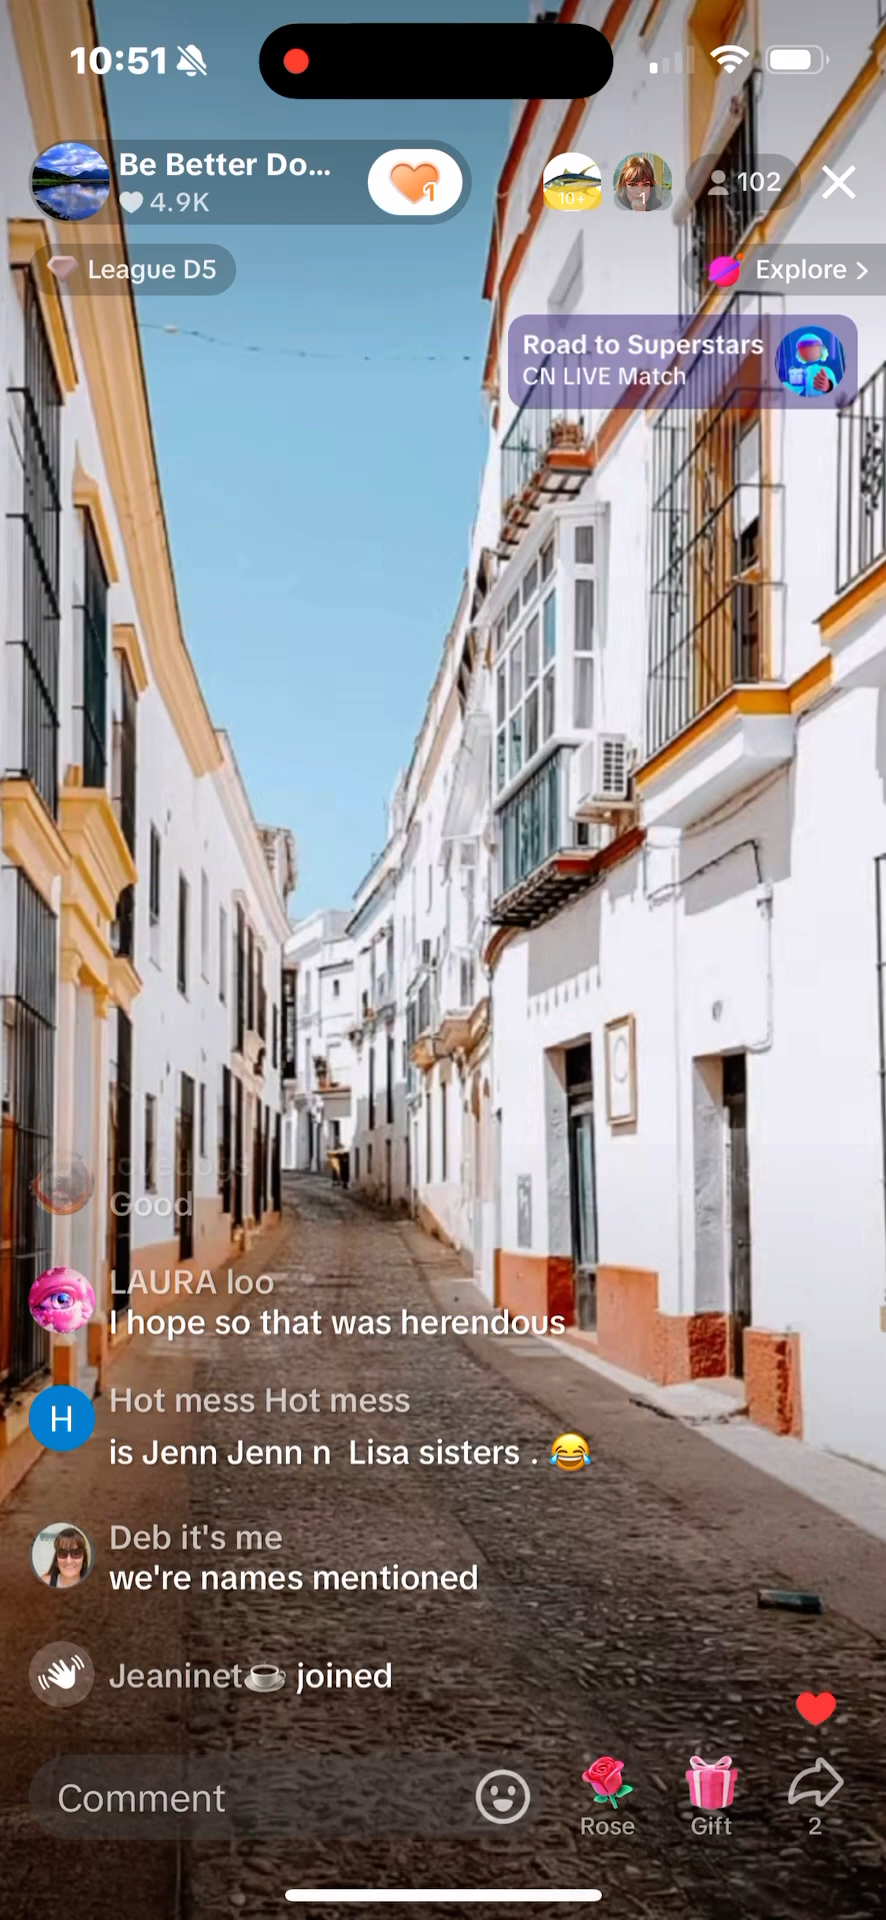 10:51
Be Better Do...
4.9K
1
10+
1
102
League D5
Explore >
Road to Superstars
CN LIVE Match
lovedogs
Good
LAURA loo
I hope so that was herendous
Hot mess Hot mess
H
is Jenn Jenn n Lisa sisters . 😂
Deb it's me
we're names mentioned
Jeaninet☕ joined
Comment
Rose
Gift
2